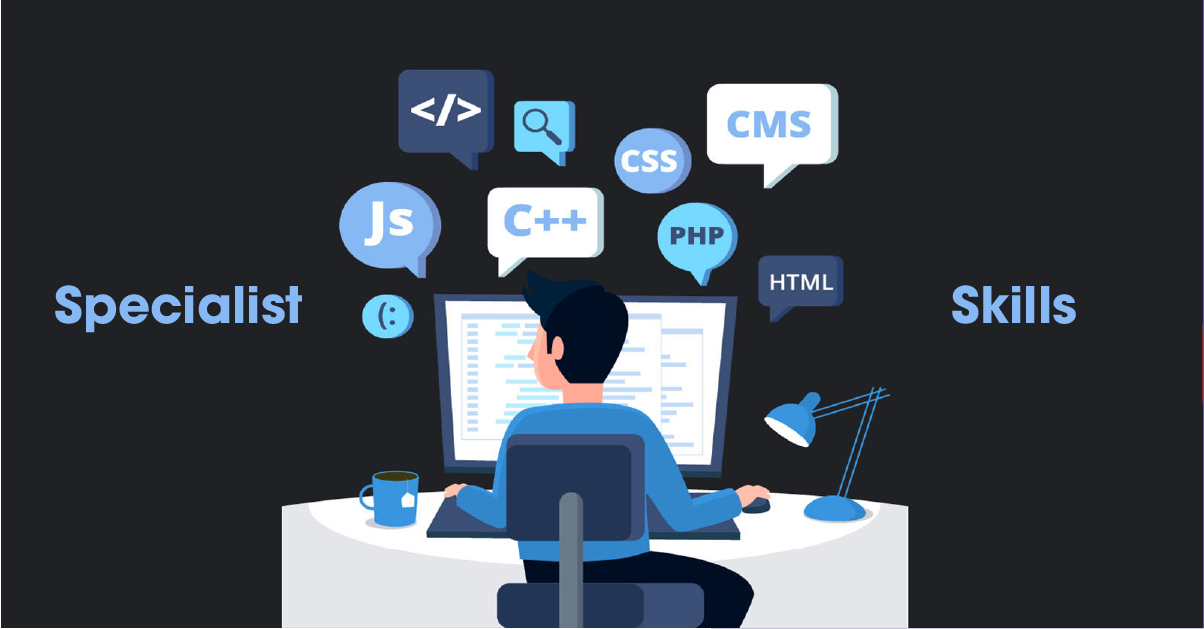 </>
CMS
CSS
Js
C++
PHP
HTML
Specialist
Skills
(: